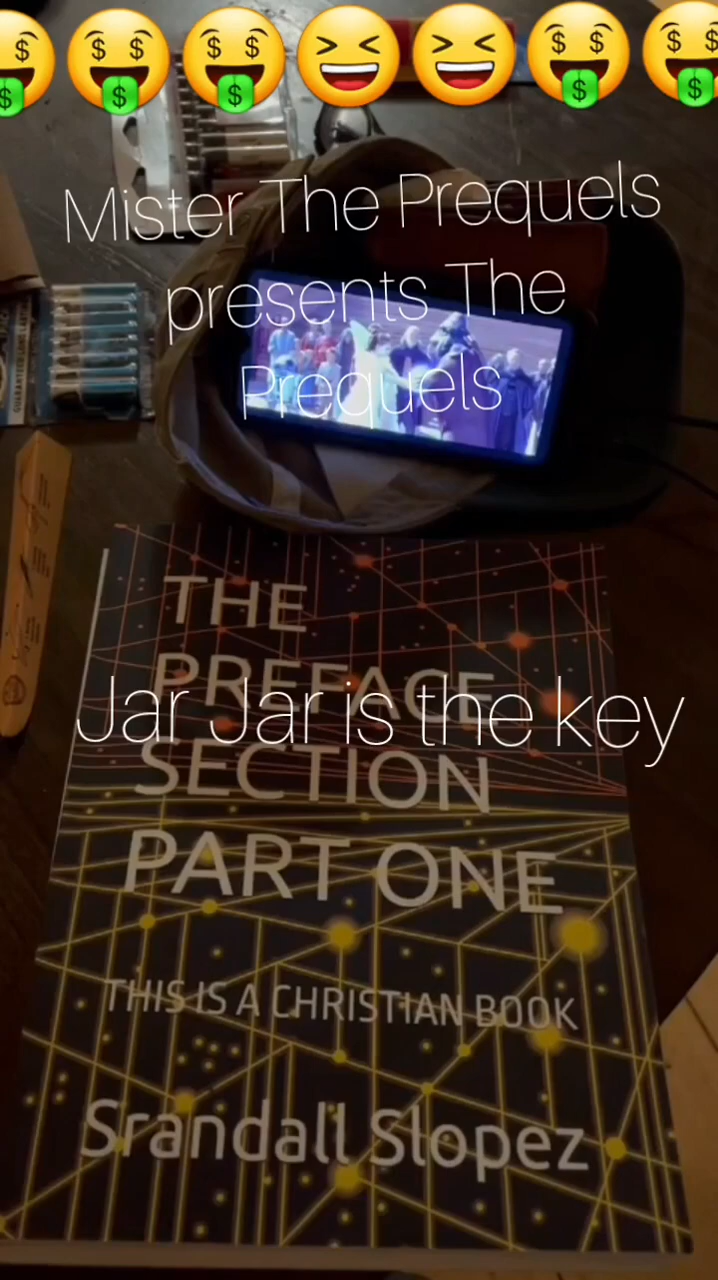 Mister The Prequels
presents The
Prequels
THE
PREFACE
Jar Jar is the key
SECTION
PART ONE
THIS IS A CHRISTIAN BOOK
Srandall Slopez